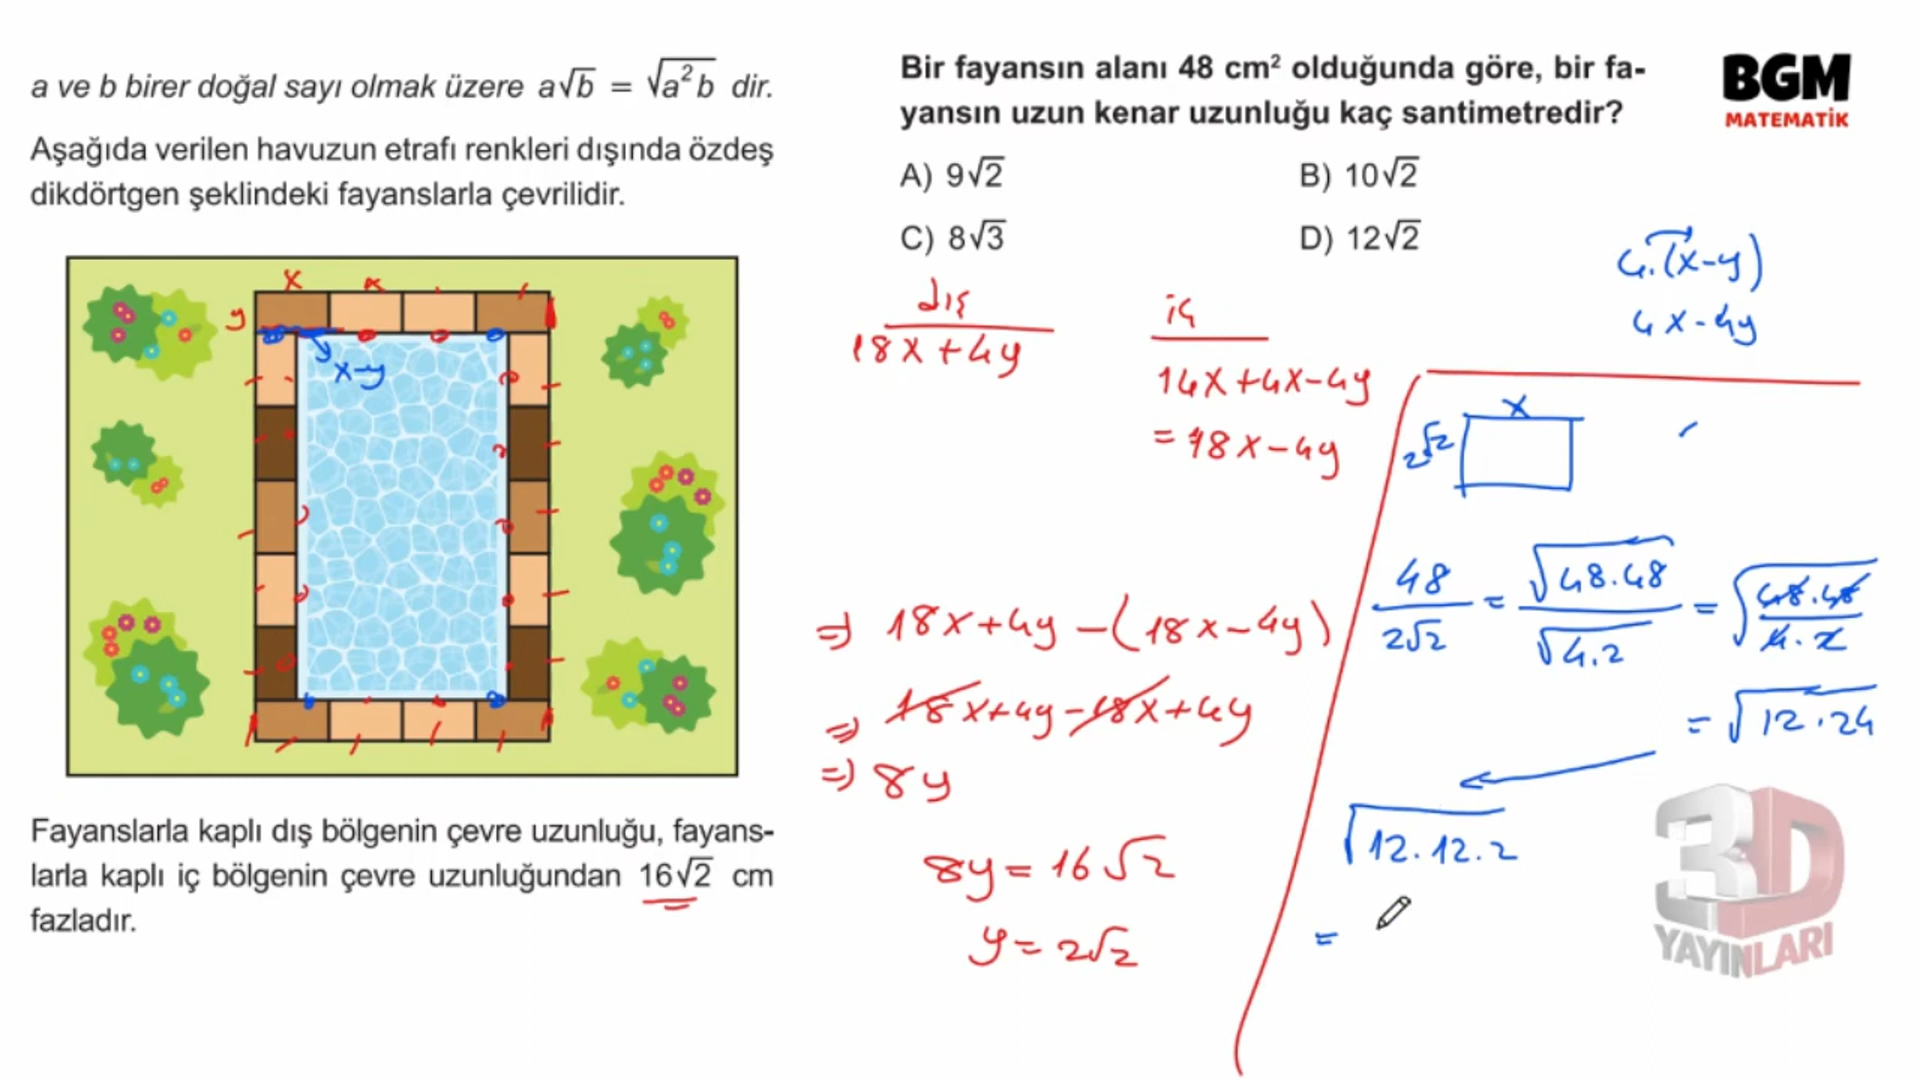 a ve b birer doğal sayı olmak üzere a√b = √a²b dir.
Aşağıda verilen havuzun etrafı renkleri dışında özdeş
dikdörtgen şeklindeki fayanslarla çevrilidir.
x
y
x-y
Fayanslarla kaplı dış bölgenin çevre uzunluğu, fayans-
larla kaplı iç bölgenin çevre uzunluğundan 16√2 cm
fazladır.
Bir fayansın alanı 48 cm² olduğunda göre, bir fa-
yansın uzun kenar uzunluğu kaç santimetredir?
A) 9√2
B) 10√2
C) 8√3
D) 12√2
BGM
MATEMATİK
dış
18x+4y
iç
14x+4x-4y
= 18x-4y
4.(x-y)
4x-4y
⇒ 18x+4y-(18x-4y)
⇒ 18x+4y-18x+4y
⇒ 8y
8y=16√2
y=2√2
x
2√2
48/2√2 = √48.48/√4.2 = √48.48/4.2
= √12.24
√12.12.2
=
3D
YAYINLARI